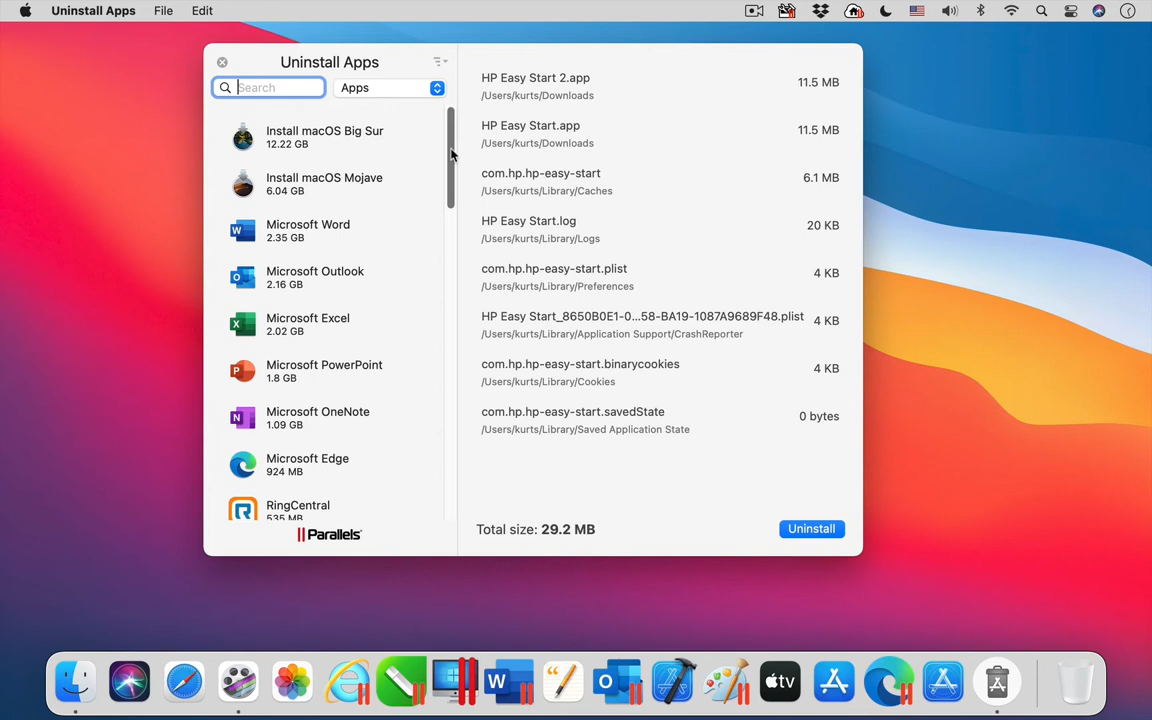 Uninstall Apps File Edit
Uninstall Apps
Search Apps
Install macOS Big Sur
12.22 GB
Install macOS Mojave
6.04 GB
Microsoft Word
2.35 GB
Microsoft Outlook
2.16 GB
Microsoft Excel
2.02 GB
Microsoft PowerPoint
1.8 GB
Microsoft OneNote
1.09 GB
Microsoft Edge
924 MB
RingCentral
535 MB
Parallels
HP Easy Start 2.app 11.5 MB
/Users/kurts/Downloads
HP Easy Start.app 11.5 MB
/Users/kurts/Downloads
com.hp.hp-easy-start 6.1 MB
/Users/kurts/Library/Caches
HP Easy Start.log 20 KB
/Users/kurts/Library/Logs
com.hp.hp-easy-start.plist 4 KB
/Users/kurts/Library/Preferences
HP Easy Start_8650B0E1-0...58-BA19-1087A9689F48.plist 4 KB
/Users/kurts/Library/Application Support/CrashReporter
com.hp.hp-easy-start.binarycookies 4 KB
/Users/kurts/Library/Cookies
com.hp.hp-easy-start.savedState 0 bytes
/Users/kurts/Library/Saved Application State
Total size: 29.2 MB Uninstall
tv